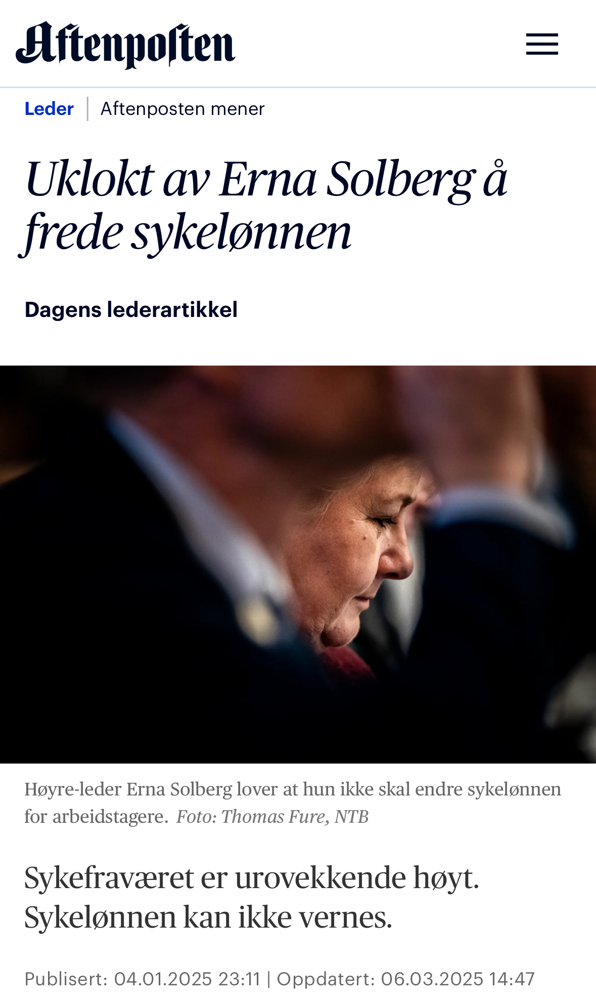 Aftenposten
Leder | Aftenposten mener
Uklokt av Erna Solberg å
frede sykelønnen
Dagens lederartikkel
Høyre-leder Erna Solberg lover at hun ikke skal endre sykelønnen
for arbeidstagere. Foto: Thomas Fure, NTB
Sykefraværet er urovekkende høyt.
Sykelønnen kan ikke vernes.
Publisert: 04.01.2025 23:11 | Oppdatert: 06.03.2025 14:47